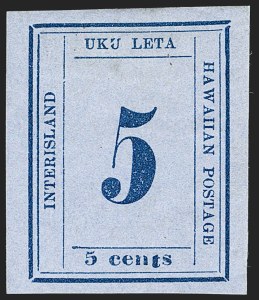 UKU LETA
INTERISLAND
5
HAWAIIAN POSTAGE
5 cents